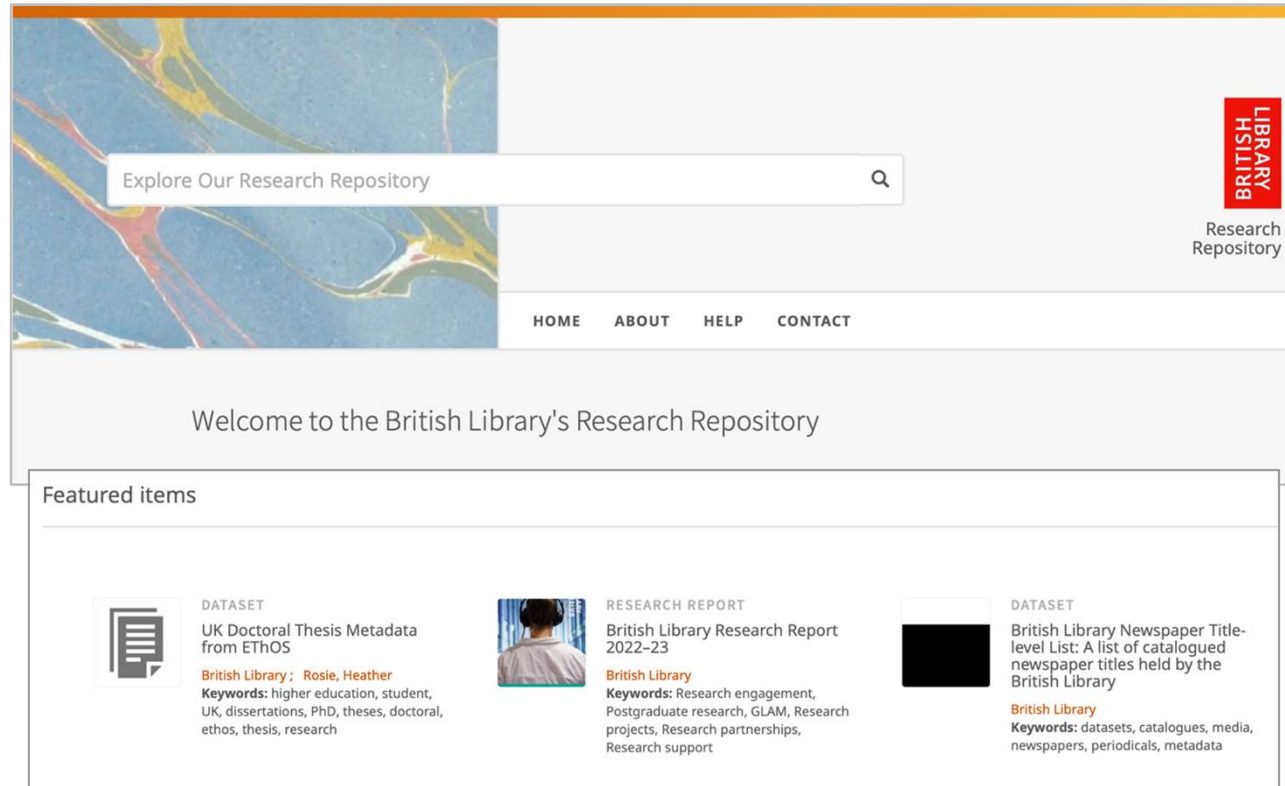 Explore Our Research Repository
LIBRARY
BRITISH
Research
Repository
HOME ABOUT HELP CONTACT
Welcome to the British Library's Research Repository
Featured items
DATASET
UK Doctoral Thesis Metadata
from EThOS
British Library; Rosie, Heather
Keywords: higher education, student,
UK, dissertations, PhD, theses, doctoral,
ethos, thesis, research
RESEARCH REPORT
British Library Research Report
2022–23
British Library
Keywords: Research engagement,
Postgraduate research, GLAM, Research
projects, Research partnerships,
Research support
DATASET
British Library Newspaper Title-
level List: A list of catalogued
newspaper titles held by the
British Library
British Library
Keywords: datasets, catalogues, media,
newspapers, periodicals, metadata